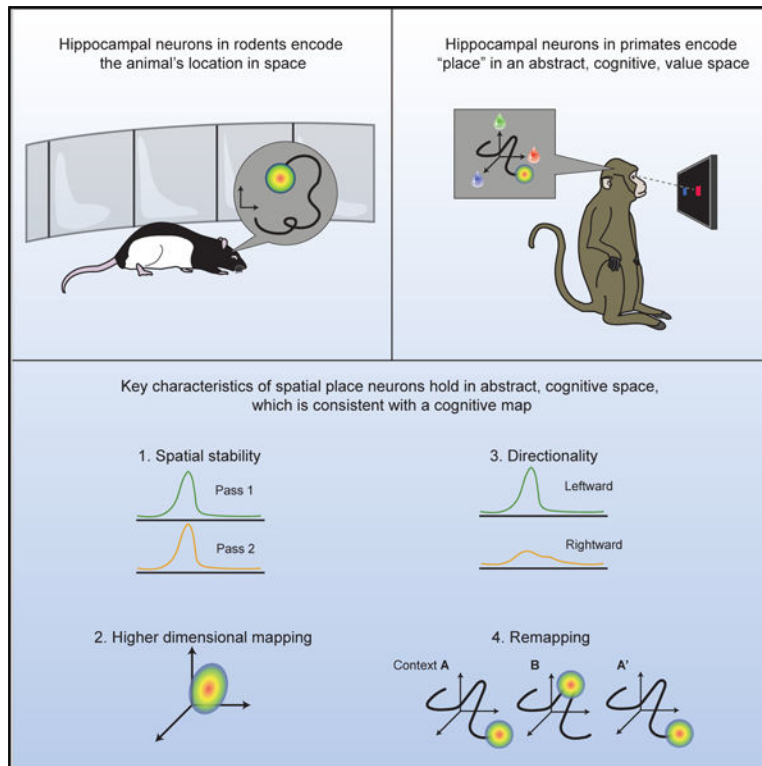 Hippocampal neurons in rodents encode
the animal's location in space
Hippocampal neurons in primates encode
“place” in an abstract, cognitive, value space
Key characteristics of spatial place neurons hold in abstract, cognitive space,
which is consistent with a cognitive map
1. Spatial stability
Pass 1
Pass 2
2. Higher dimensional mapping
3. Directionality
Leftward
Rightward
4. Remapping
Context A B A'